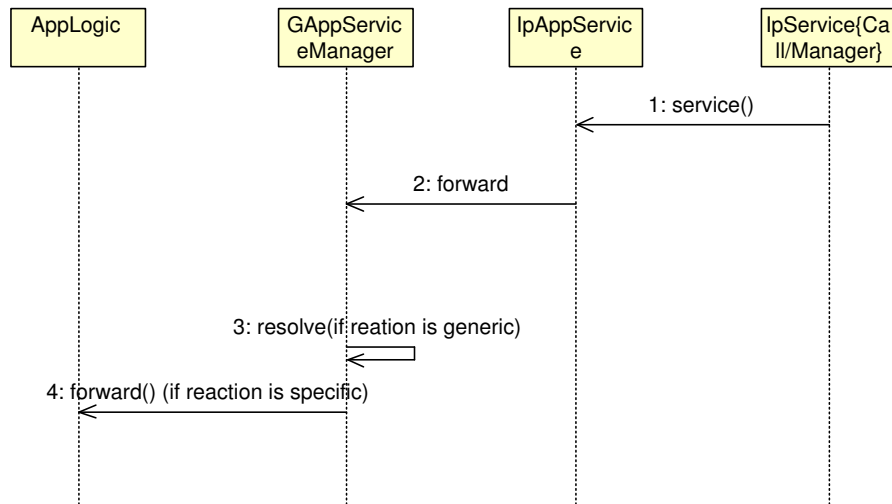 AppLogic
GAppServic
eManager
IpAppServic
e
IpService{Ca
ll/Manager}
1: service()
2: forward
3: resolve(if reation is generic)
4: forward() (if reaction is specific)